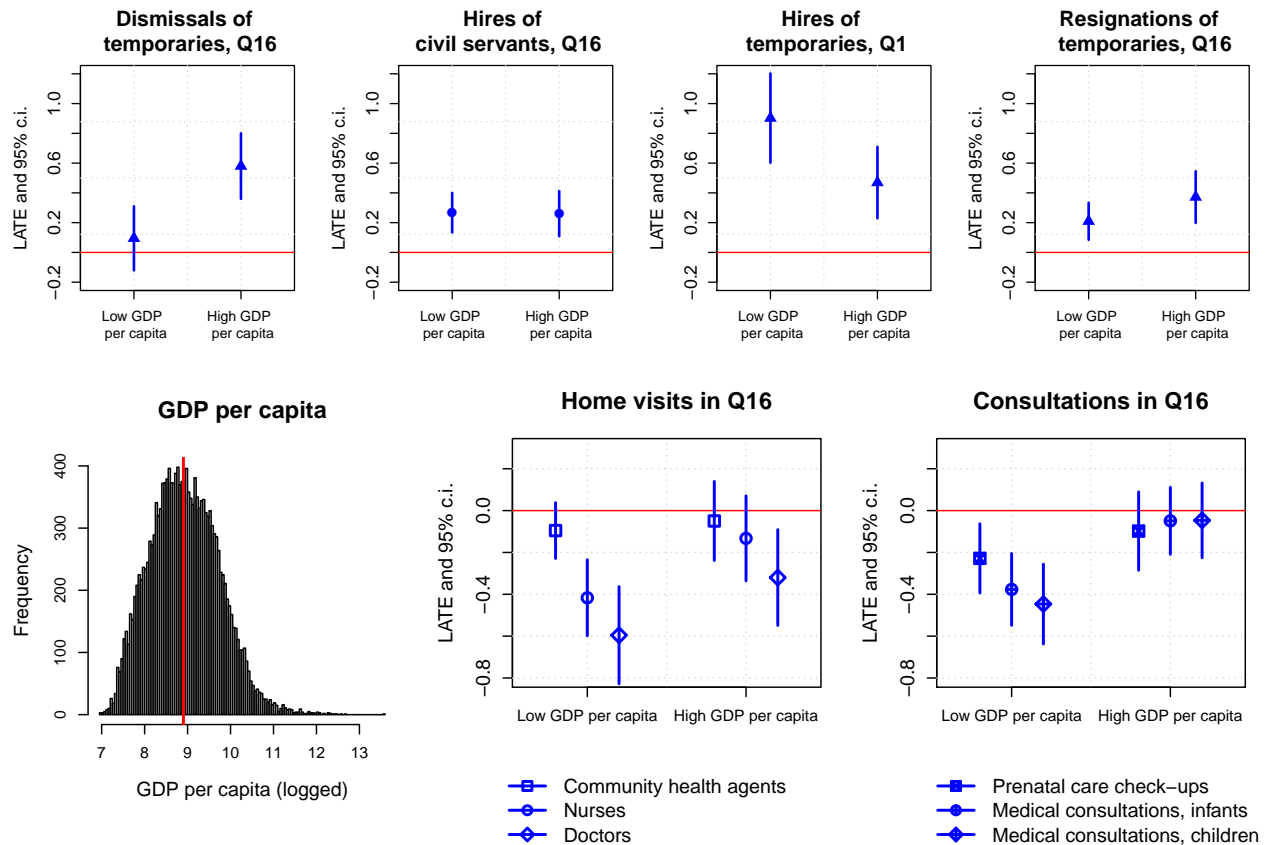 Dismissals of
temporaries, Q16
LATE and 95% c.i.
1.0
0.6
0.2
−0.2
Low GDP
per capita
High GDP
per capita
Hires of
civil servants, Q16
LATE and 95% c.i.
1.0
0.6
0.2
−0.2
Low GDP
per capita
High GDP
per capita
Hires of
temporaries, Q1
LATE and 95% c.i.
1.0
0.6
0.2
−0.2
Low GDP
per capita
High GDP
per capita
Resignations of
temporaries, Q16
LATE and 95% c.i.
1.0
0.6
0.2
−0.2
Low GDP
per capita
High GDP
per capita
GDP per capita
Frequency
400
300
200
100
0
7 8 9 10 11 12 13
GDP per capita (logged)
Home visits in Q16
LATE and 95% c.i.
0.0
−0.4
−0.8
Low GDP per capita High GDP per capita
Community health agents
Nurses
Doctors
Consultations in Q16
LATE and 95% c.i.
0.0
−0.4
−0.8
Low GDP per capita High GDP per capita
Prenatal care check−ups
Medical consultations, infants
Medical consultations, children